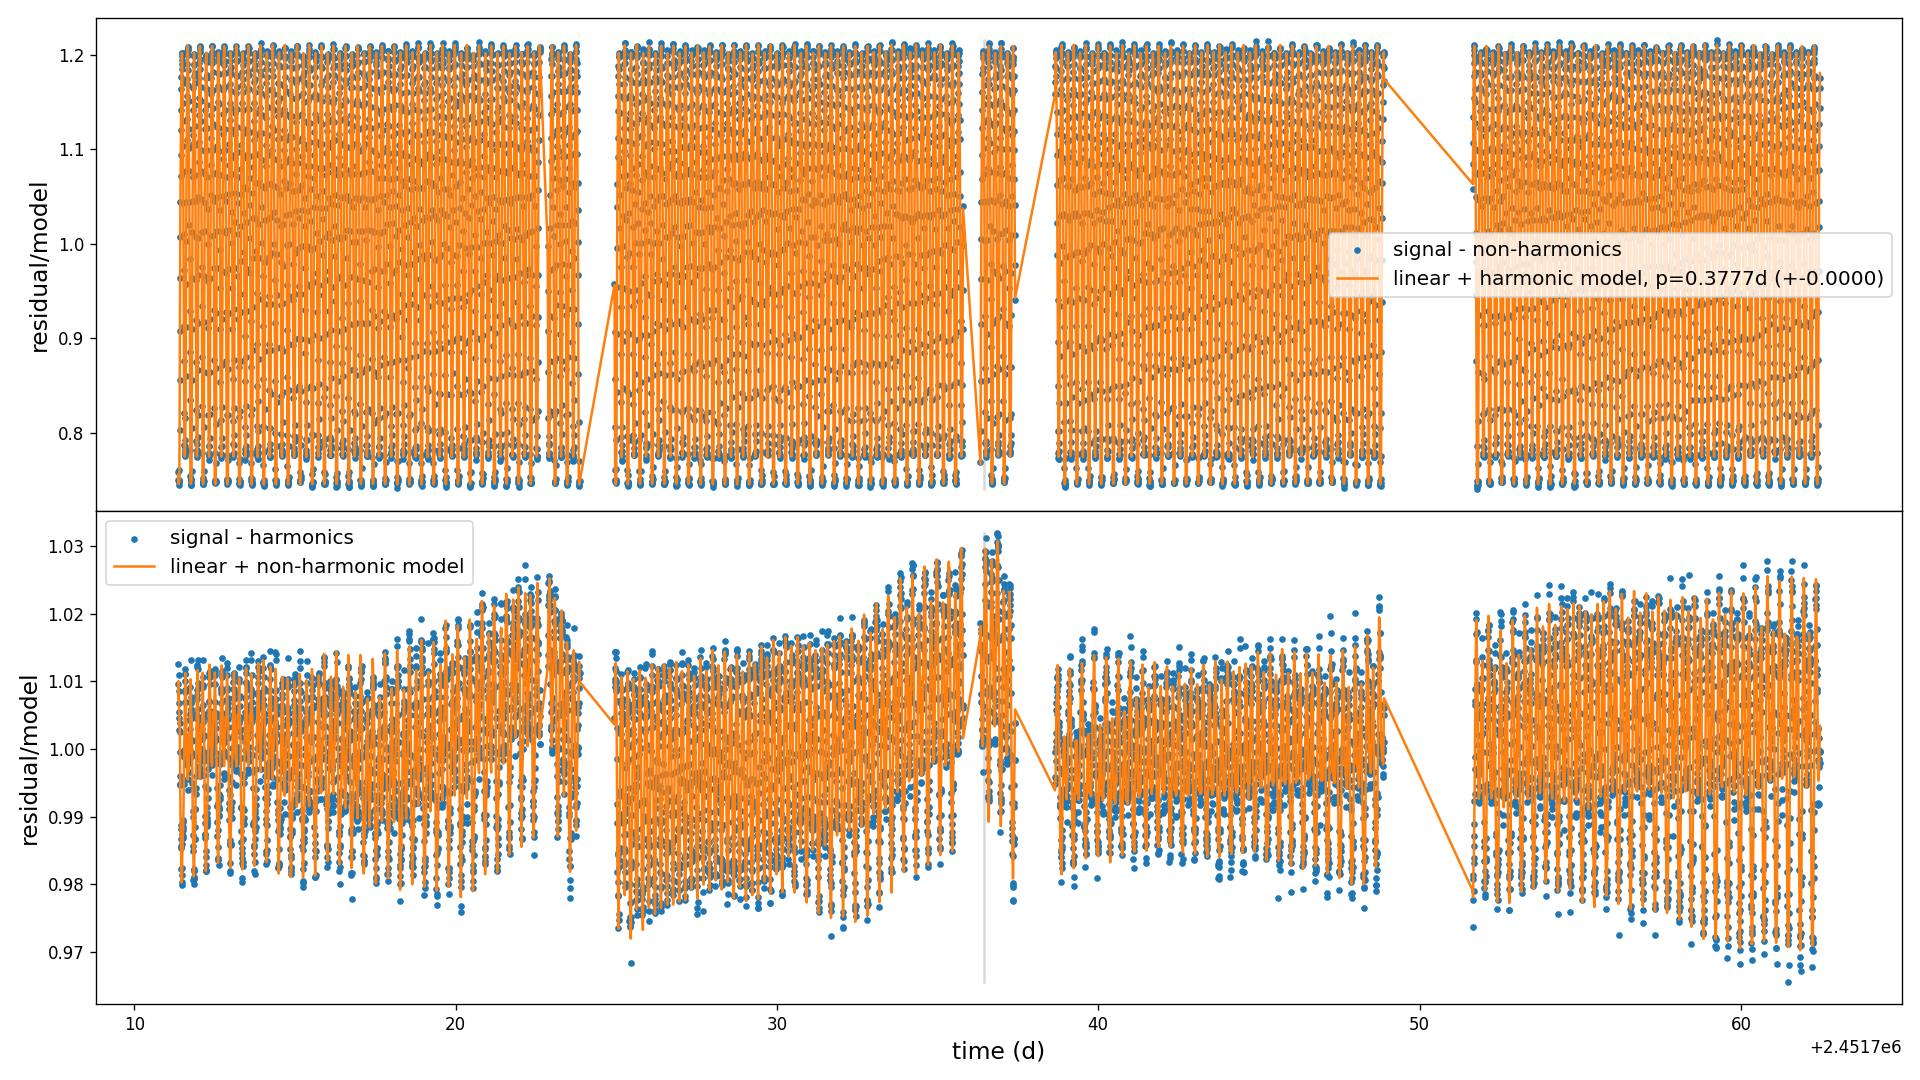 1.2
1.1
1.0
0.9
0.8
residual/model
signal - non-harmonics
linear + harmonic model, p=0.3777d (+-0.0000)
signal - harmonics
linear + non-harmonic model
1.03
1.02
1.01
1.00
0.99
0.98
0.97
residual/model
10 20 30 40 50 60
time (d)
+2.4517e6